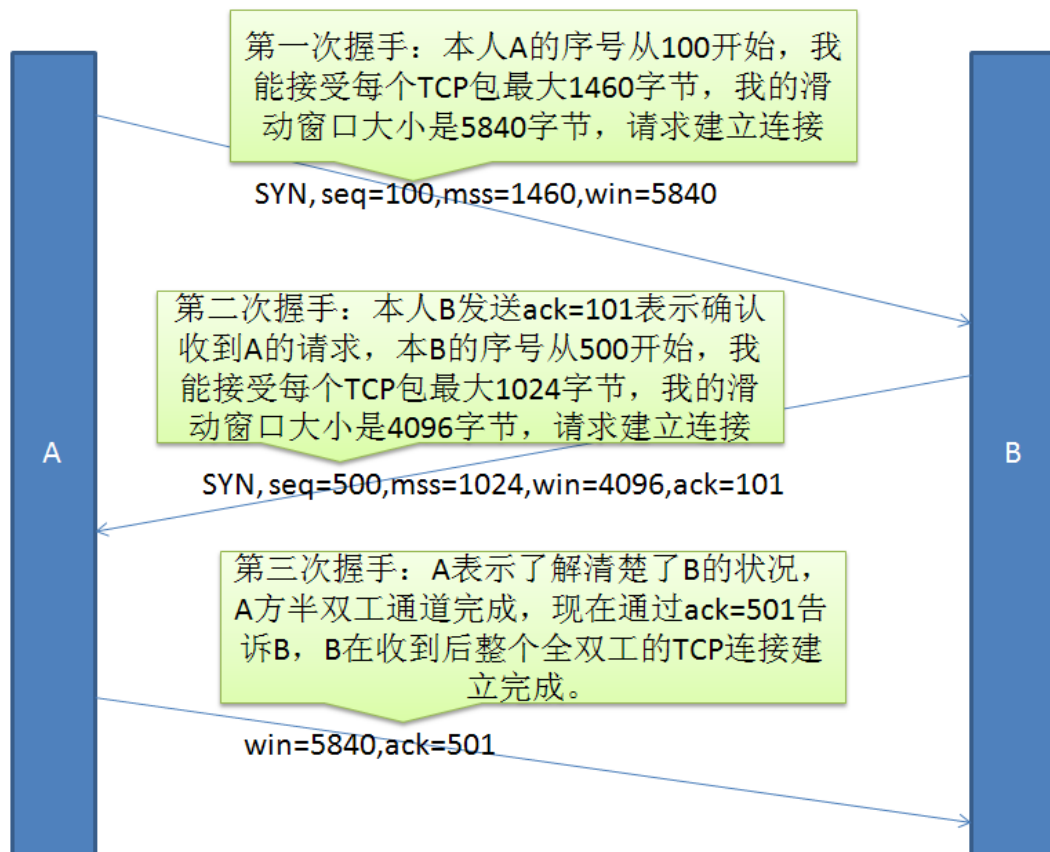 第一次握手：本人A的序号从100开始，我
能接受每个TCP包最大1460字节，我的滑
动窗口大小是5840字节，请求建立连接
SYN, seq=100,mss=1460,win=5840
第二次握手：本人B发送ack=101表示确认
收到A的请求，本B的序号从500开始，我
能接受每个TCP包最大1024字节，我的滑
动窗口大小是4096字节，请求建立连接
A
B
SYN, seq=500,mss=1024,win=4096,ack=101
第三次握手：A表示了解清楚了B的状况，
A方半双工通道完成，现在通过ack=501告
诉B，B在收到后整个全双工的TCP连接建
立完成。
win=5840,ack=501